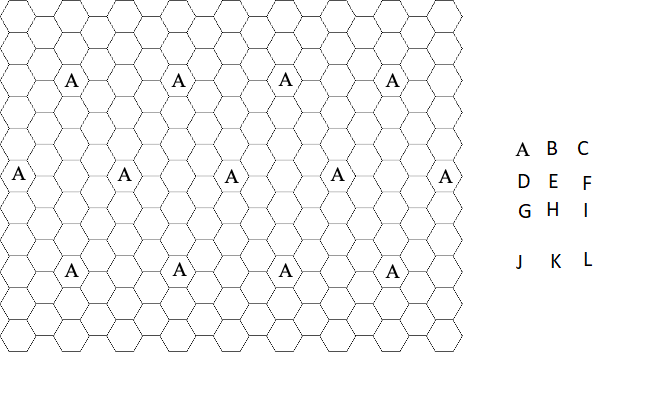 A A A A
A A A A A
A A A A
A B C
D E F
G H I
J K L